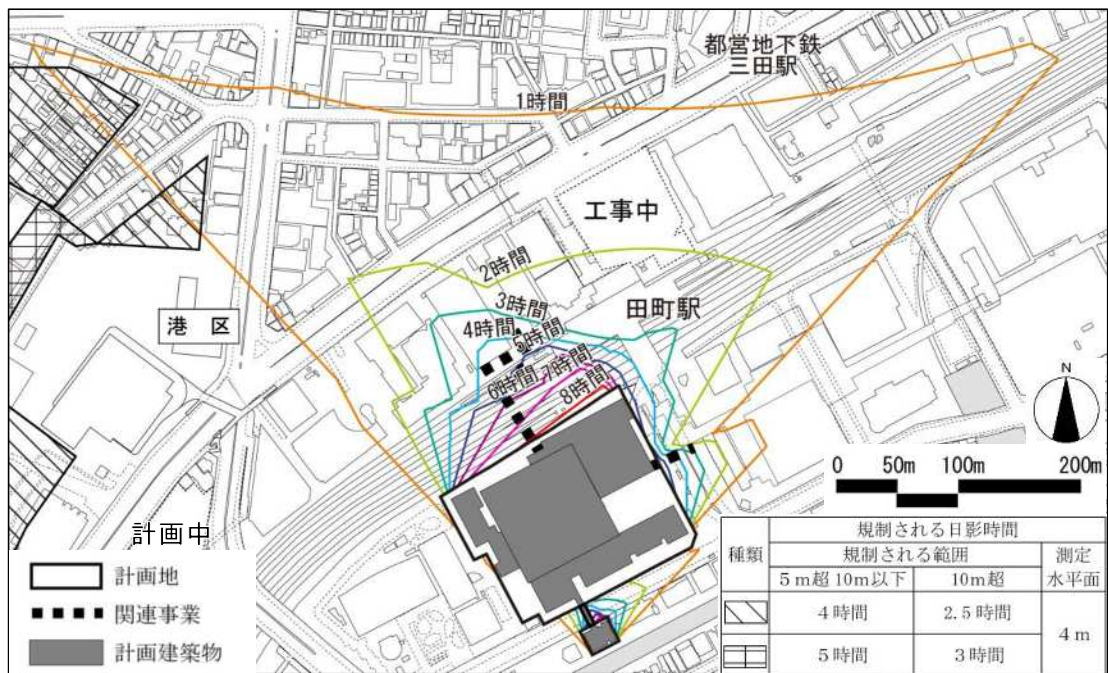 都営地下鉄
三田駅
1時間
工事中
2時間
3時間
田町駅
4時間
5時間
港 区
6時間
7時間
8時間
N
0 50m 100m 200m
計画中
計画地
関連事業
計画建築物
種類
規制される日影時間
規制される範囲
測定
水平面
5m超 10m以下
10m超
4時間
2.5時間
4m
5時間
3時間